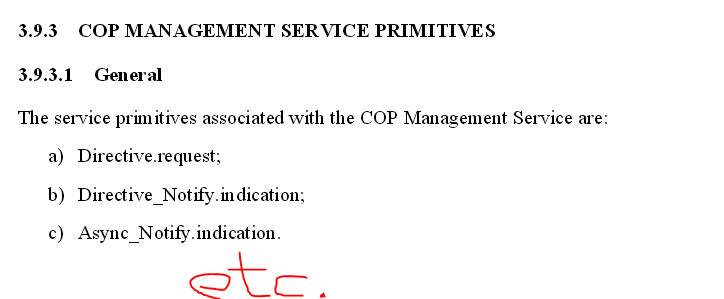 3.9.3 COP MANAGEMENT SERVICE PRIMITIVES
3.9.3.1 General
The service primitives associated with the COP Management Service are:
a) Directive.request;
b) Directive_Notify.indication;
c) Async_Notify.indication.
etc.